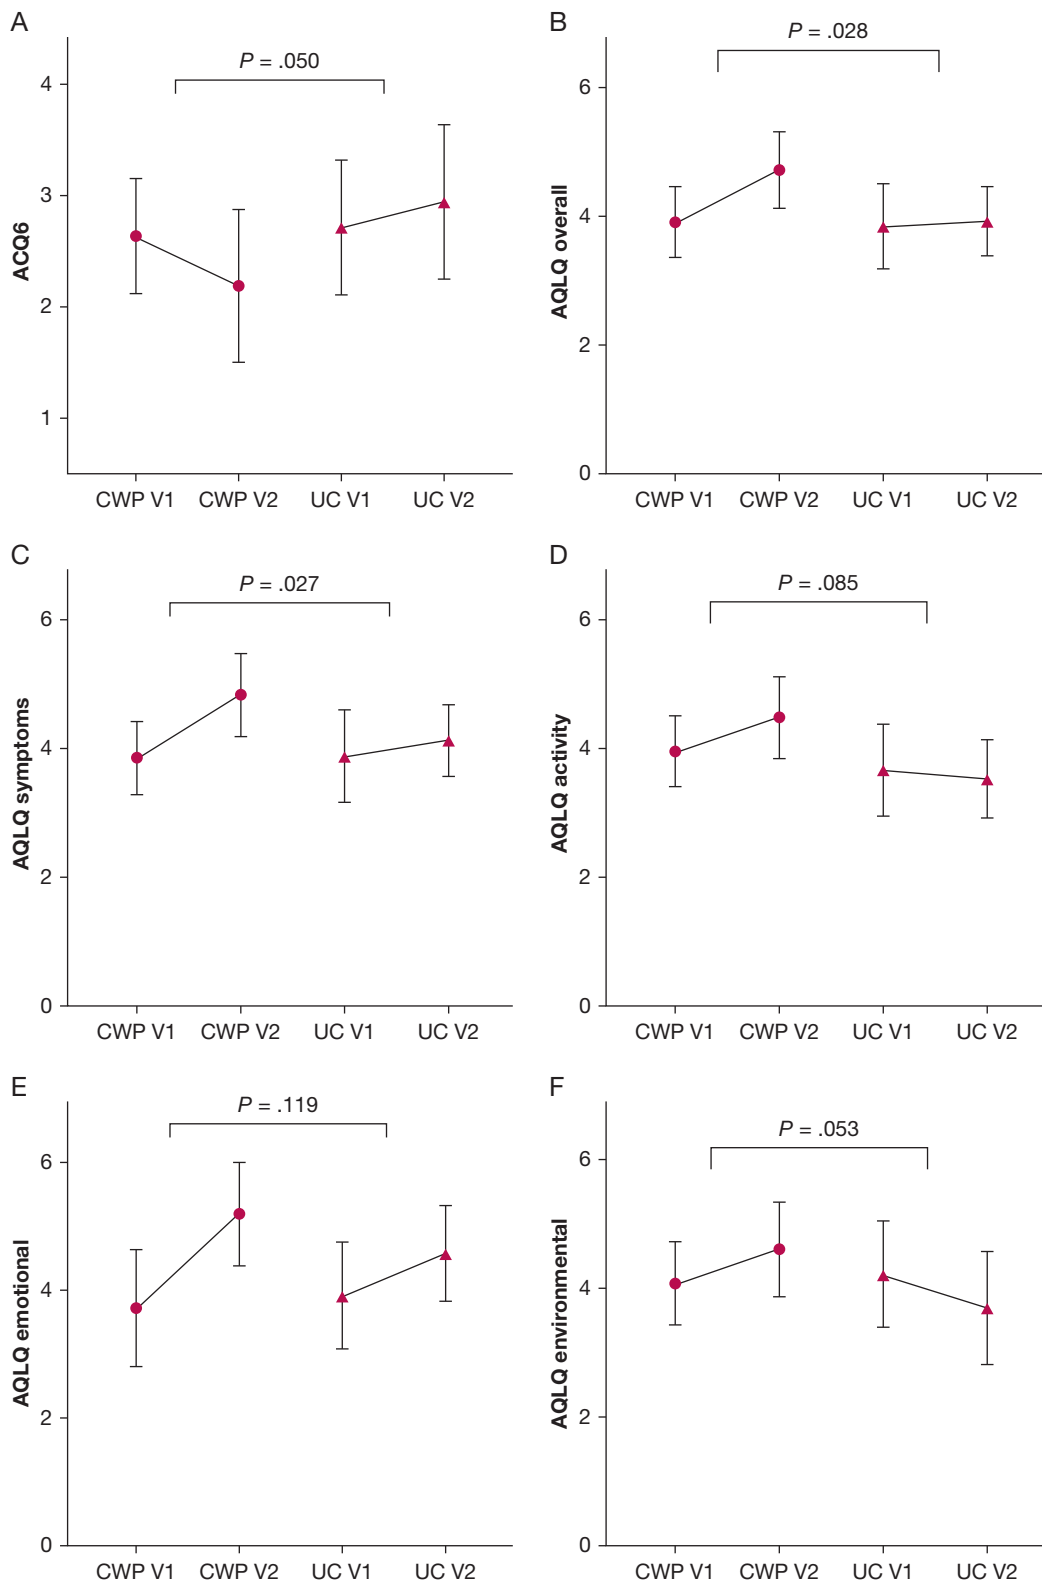 A
P = .050
ACQ6
4
3
2
1
CWP V1 CWP V2 UC V1 UC V2
B
P = .028
AQLQ overall
6
4
2
0
CWP V1 CWP V2 UC V1 UC V2
C
P = .027
AQLQ symptoms
6
4
2
0
CWP V1 CWP V2 UC V1 UC V2
D
P = .085
AQLQ activity
6
4
2
0
CWP V1 CWP V2 UC V1 UC V2
E
P = .119
AQLQ emotional
6
4
2
0
CWP V1 CWP V2 UC V1 UC V2
F
P = .053
AQLQ environmental
6
4
2
0
CWP V1 CWP V2 UC V1 UC V2